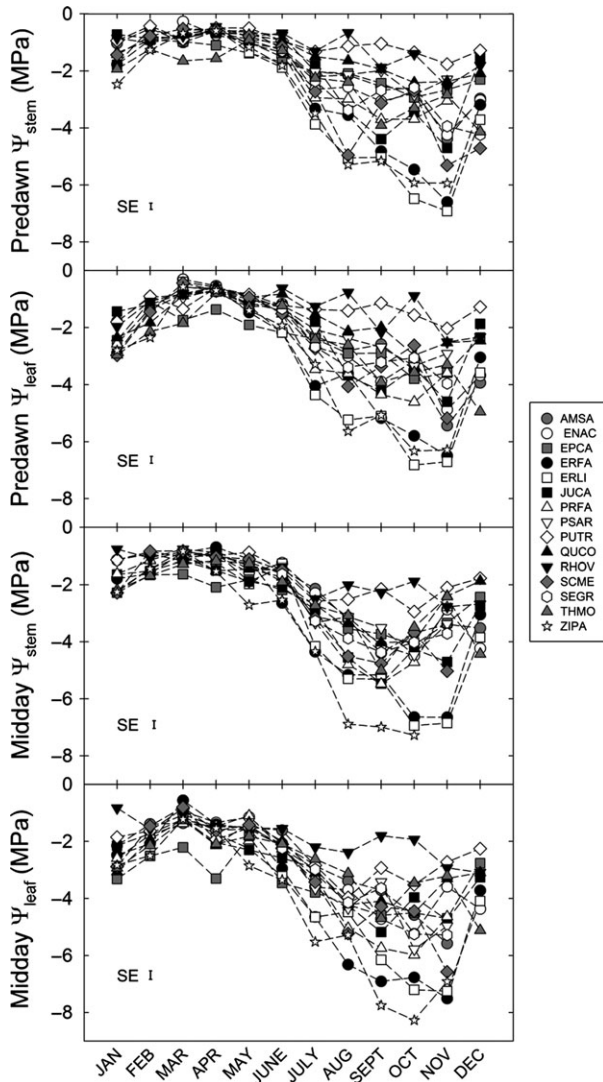 0
−2
−4
−6
−8
Predawn Ψstem (MPa)
SE
0
−2
−4
−6
−8
Predawn Ψleaf (MPa)
SE
0
−2
−4
−6
−8
Midday Ψstem (MPa)
SE
0
−2
−4
−6
−8
Midday Ψleaf (MPa)
SE
JAN
FEB
MAR
APR
MAY
JUNE
JULY
AUG
SEPT
OCT
NOV
DEC
AMSA
ENAC
EPCA
ERFA
ERLI
JUCA
PRFA
PSAR
PUTR
QUCO
RHOV
SCME
SEGR
THMO
ZIPA